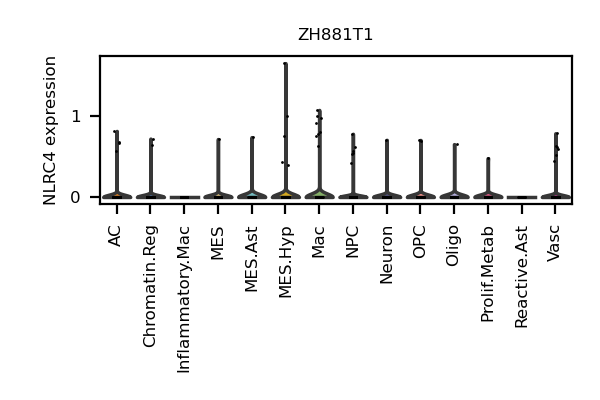 ZH881T1
NLRC4 expression
1
0
AC
Chromatin.Reg
Inflammatory.Mac
MES
MES.Ast
MES.Hyp
Mac
NPC
Neuron
OPC
Oligo
Prolif.Metab
Reactive.Ast
Vasc